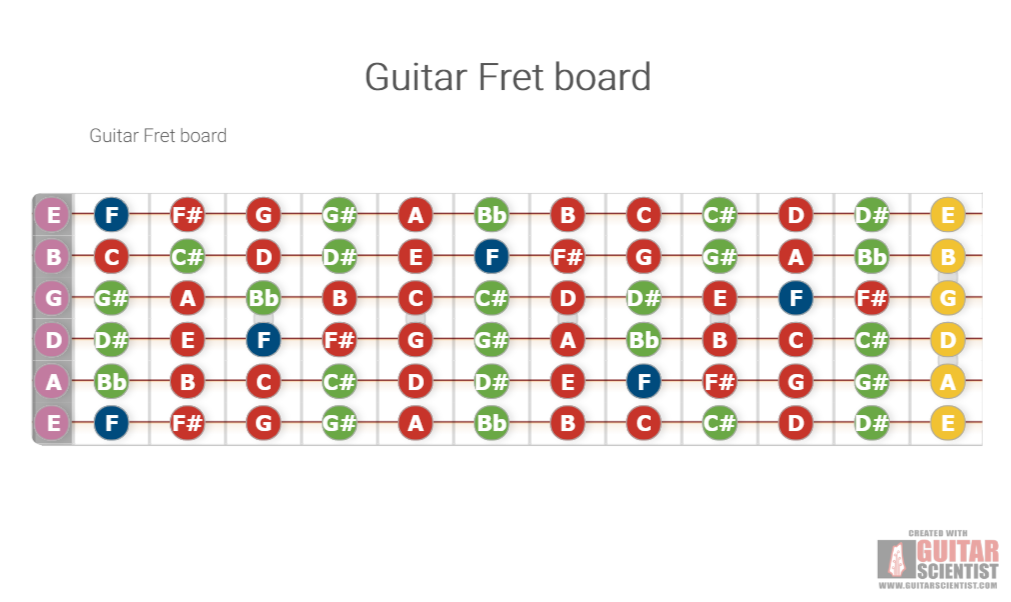 Guitar Fret board
Guitar Fret board
E F F# G G# A Bb B C C# D D# E
B C C# D D# E F F# G G# A Bb B
G G# A Bb B C C# D D# E F F# G
D D# E F F# G G# A Bb B C C# D
A Bb B C C# D D# E F F# G G# A
E F F# G G# A Bb B C C# D D# E
CREATED WITH
GUITAR
SCIENTIST
WWW.GUITARSCIENTIST.COM